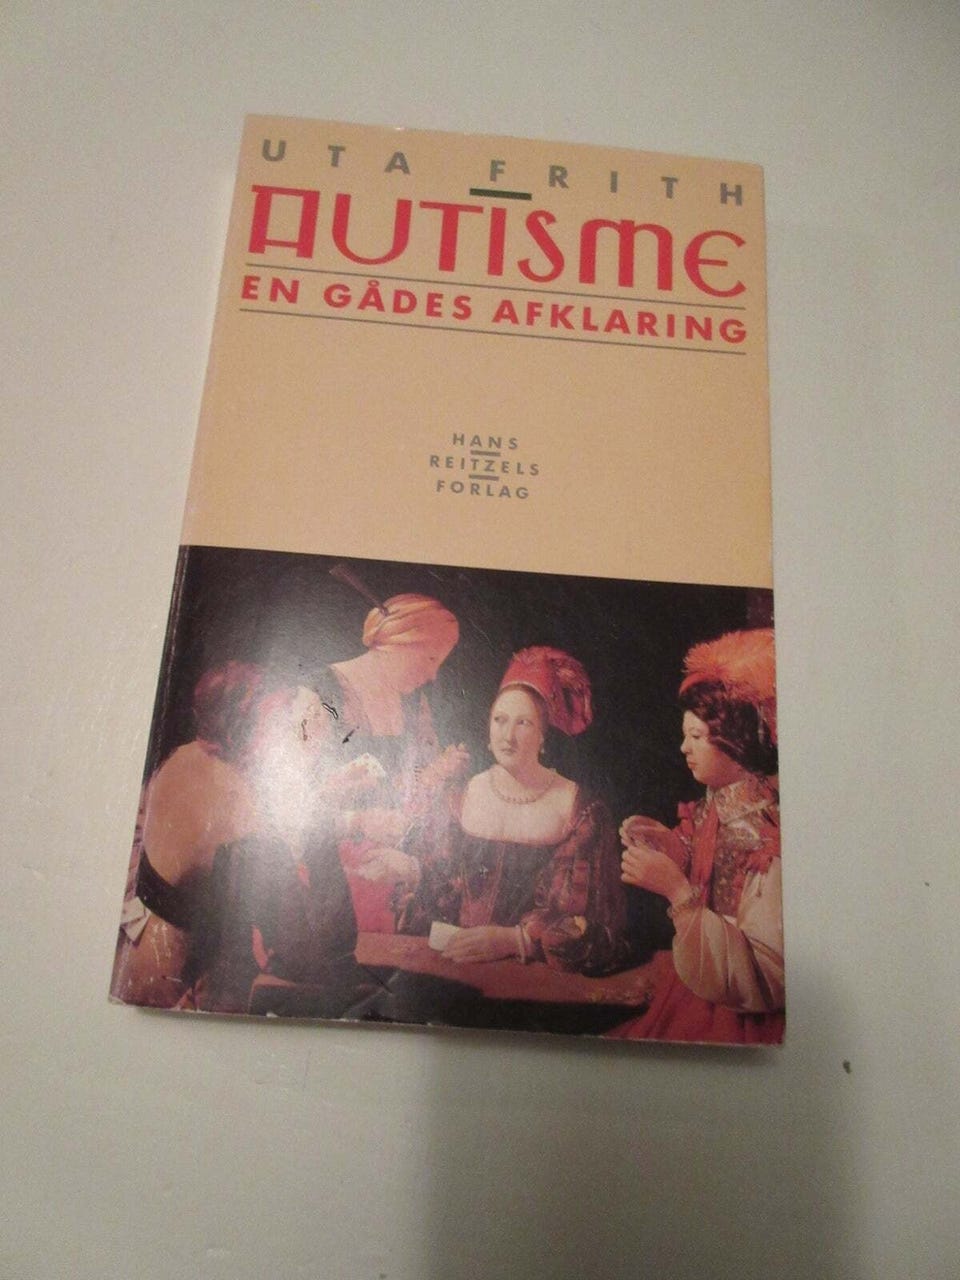 UTA FRITH
AUTISME
EN GÅDES AFKLARING
HANS
REITZELS
FORLAG